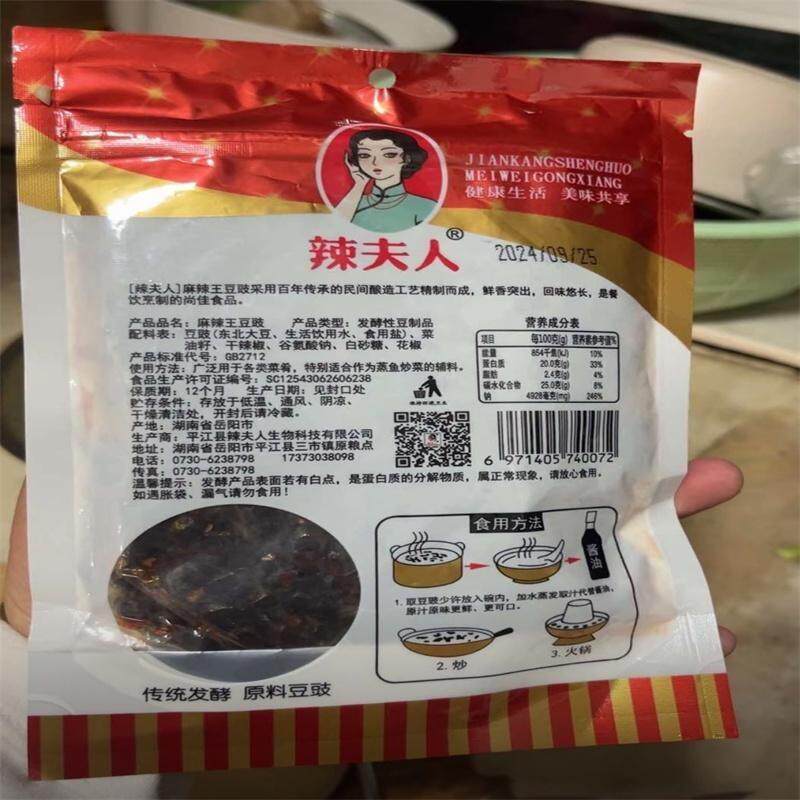 JIANKANGSHENGHUO
MEIWEIGONGXIANG
健康生活 美味共享
辣夫人®
2024/09/25
[辣夫人]麻辣王豆豉采用百年传承的民间酿造工艺精制而成，鲜香突出，回味悠长，是餐
饮烹制的尚佳食品。
产品品名：麻辣王豆豉 产品类型：发酵性豆制品
配料表：豆豉(东北大豆、生活饮用水、食用盐)、菜
油籽、干辣椒、谷氨酸钠、白砂糖、花椒
产品标准代号：GB2712
使用方法：广泛用于各类菜肴，特别适合作为蒸鱼炒菜的辅料。
食品生产许可证编号：SC12543062606238
保质期：12个月 生产日期：见封口处
贮存条件：存放于低温、通风、阴凉、
干燥清洁处，开封后请冷藏。
产地：湖南省岳阳市
生产商：平江县辣夫人生物科技有限公司
地址：湖南省岳阳市平江县三市镇原粮点
电话：0730-6238798 17373038098
传真：0730-6238798
温馨提示：发酵产品表面若有白点，是蛋白质的分解物质，属正常现象，请放心食用。
如遇胀袋、漏气请勿食用！
营养成分表
项目 每100克(g) 营养素参考值%
能量 854千焦(kJ) 10%
蛋白质 20.0克(g) 33%
脂肪 2.4克(g) 4%
碳水化合物 25.0克(g) 8%
钠 4928毫克(mg) 246%
6 971405 740072
食用方法
酱油
1. 取豆豉少许放入碗内，加水蒸发取汁代替酱油，
原汁原味更鲜、更可口。
2. 炒
3. 火锅
传统发酵 原料豆豉